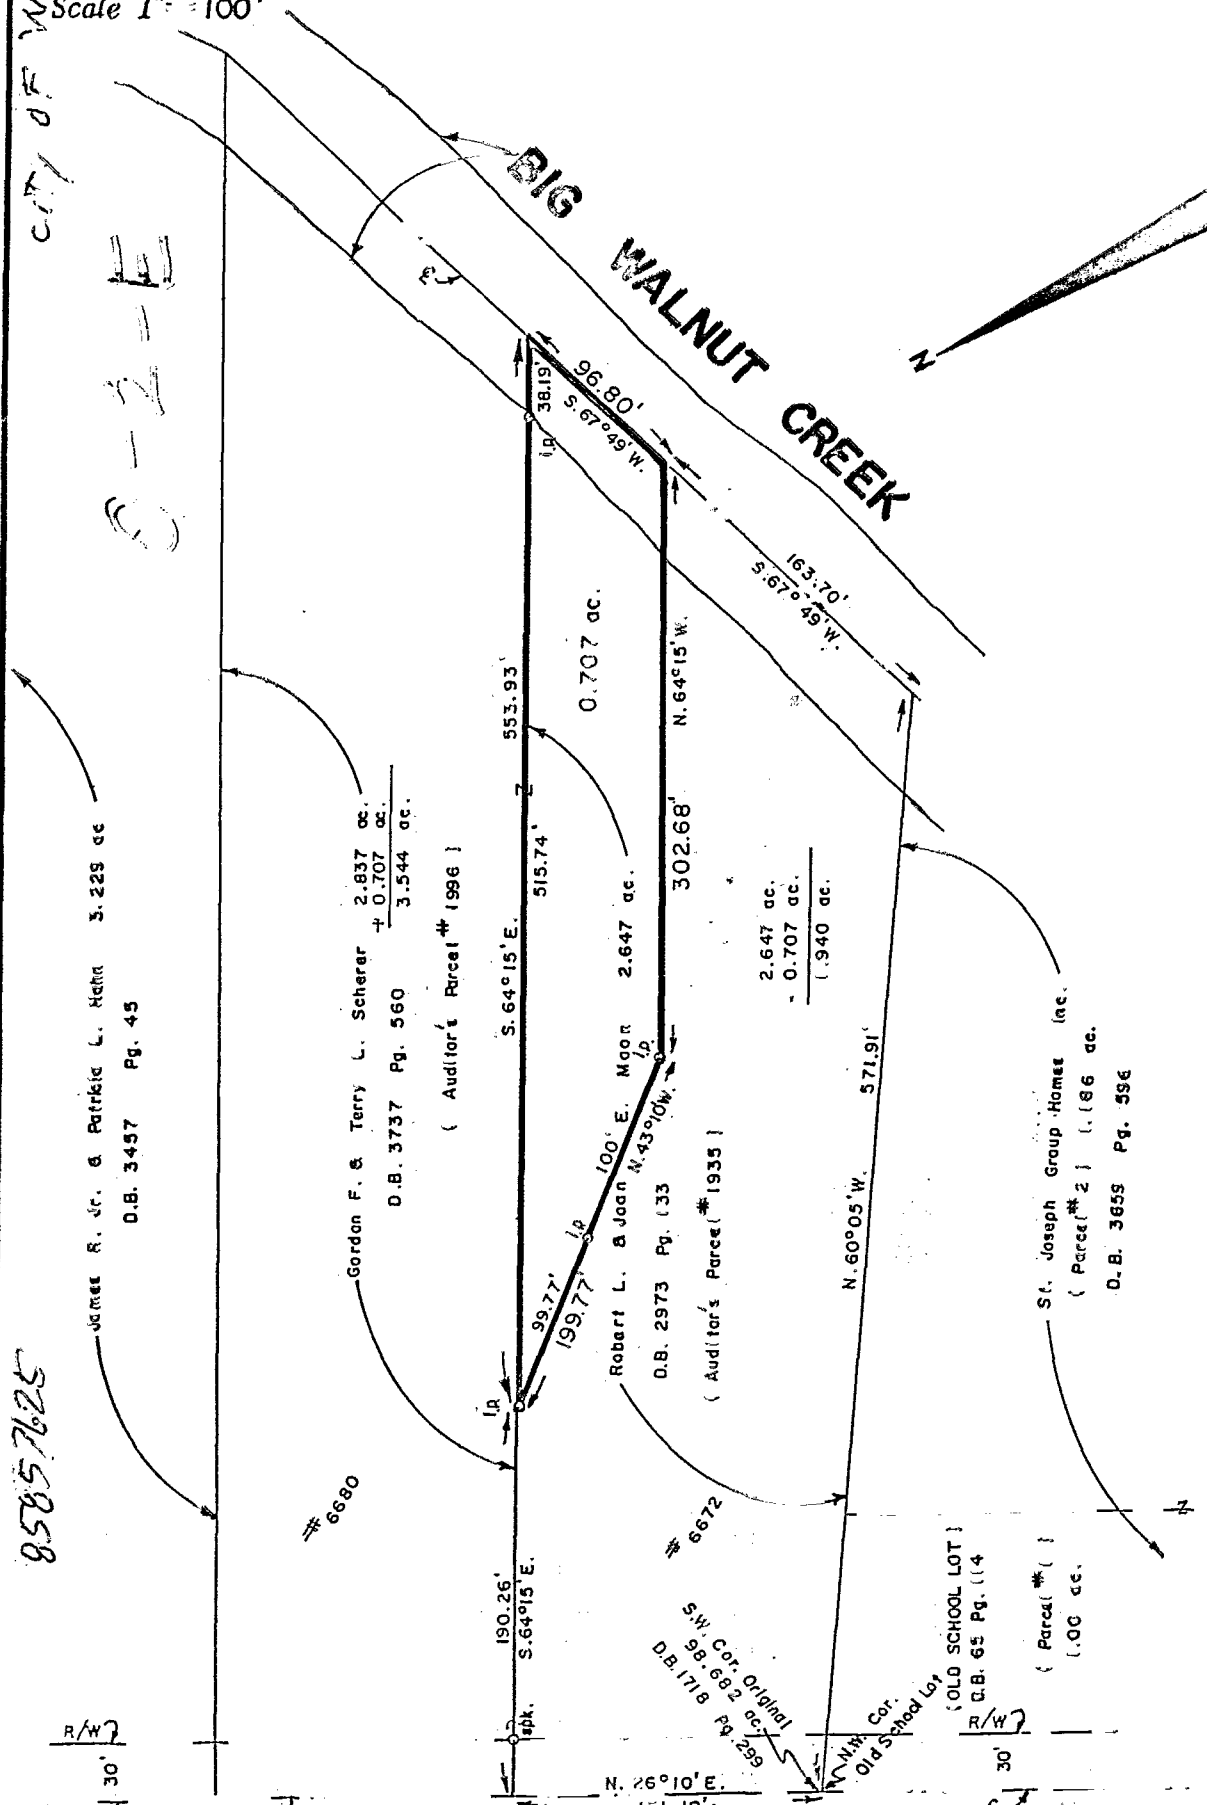 Scale 1" = 100'
CITY OF W
0-2-E
8585762S
BIG WALNUT CREEK
N
96.80'
S. 67°49' W.
38.19'
i.p.
163.70'
S. 67°49' W.
0.707 ac.
553.93'
515.74'
S. 64°15' E.
N. 64°15' W.
302.68'
James R. Jr. & Patricia L. Hahn 3.229 ac
D.B. 3457 Pg. 45
Gordon F. & Terry L. Scherer 2.837 ac.
+ 0.707 ac.
3.544 ac.
D.B. 3737 Pg. 560
( Auditor's Parcel # 1996 )
Robert L. & Joan E. Moon 2.647 ac.
D.B. 2973 Pg. 133
( Auditor's Parcel # 1935 )
2.647 ac.
- 0.707 ac.
1.940 ac.
i.p.
100'
N. 43°10' W.
i.p.
99.77'
199.77'
i.p.
571.91'
N. 60°05' W.
St. Joseph Group Homes Inc.
( Parcel # 2 ) 1.186 ac.
D.B. 3659 Pg. 596
# 6680
# 6672
190.26'
S. 64°15' E.
spk.
S.W. Cor. Original
98.682 ac.
D.B. 1718 Pg. 299
N.W. Cor.
Old School Lot
(OLD SCHOOL LOT)
D.B. 65 Pg. 114
( Parcel # 1 )
1.00 ac.
R/W
30'
R/W
30'
N. 26°10' E.